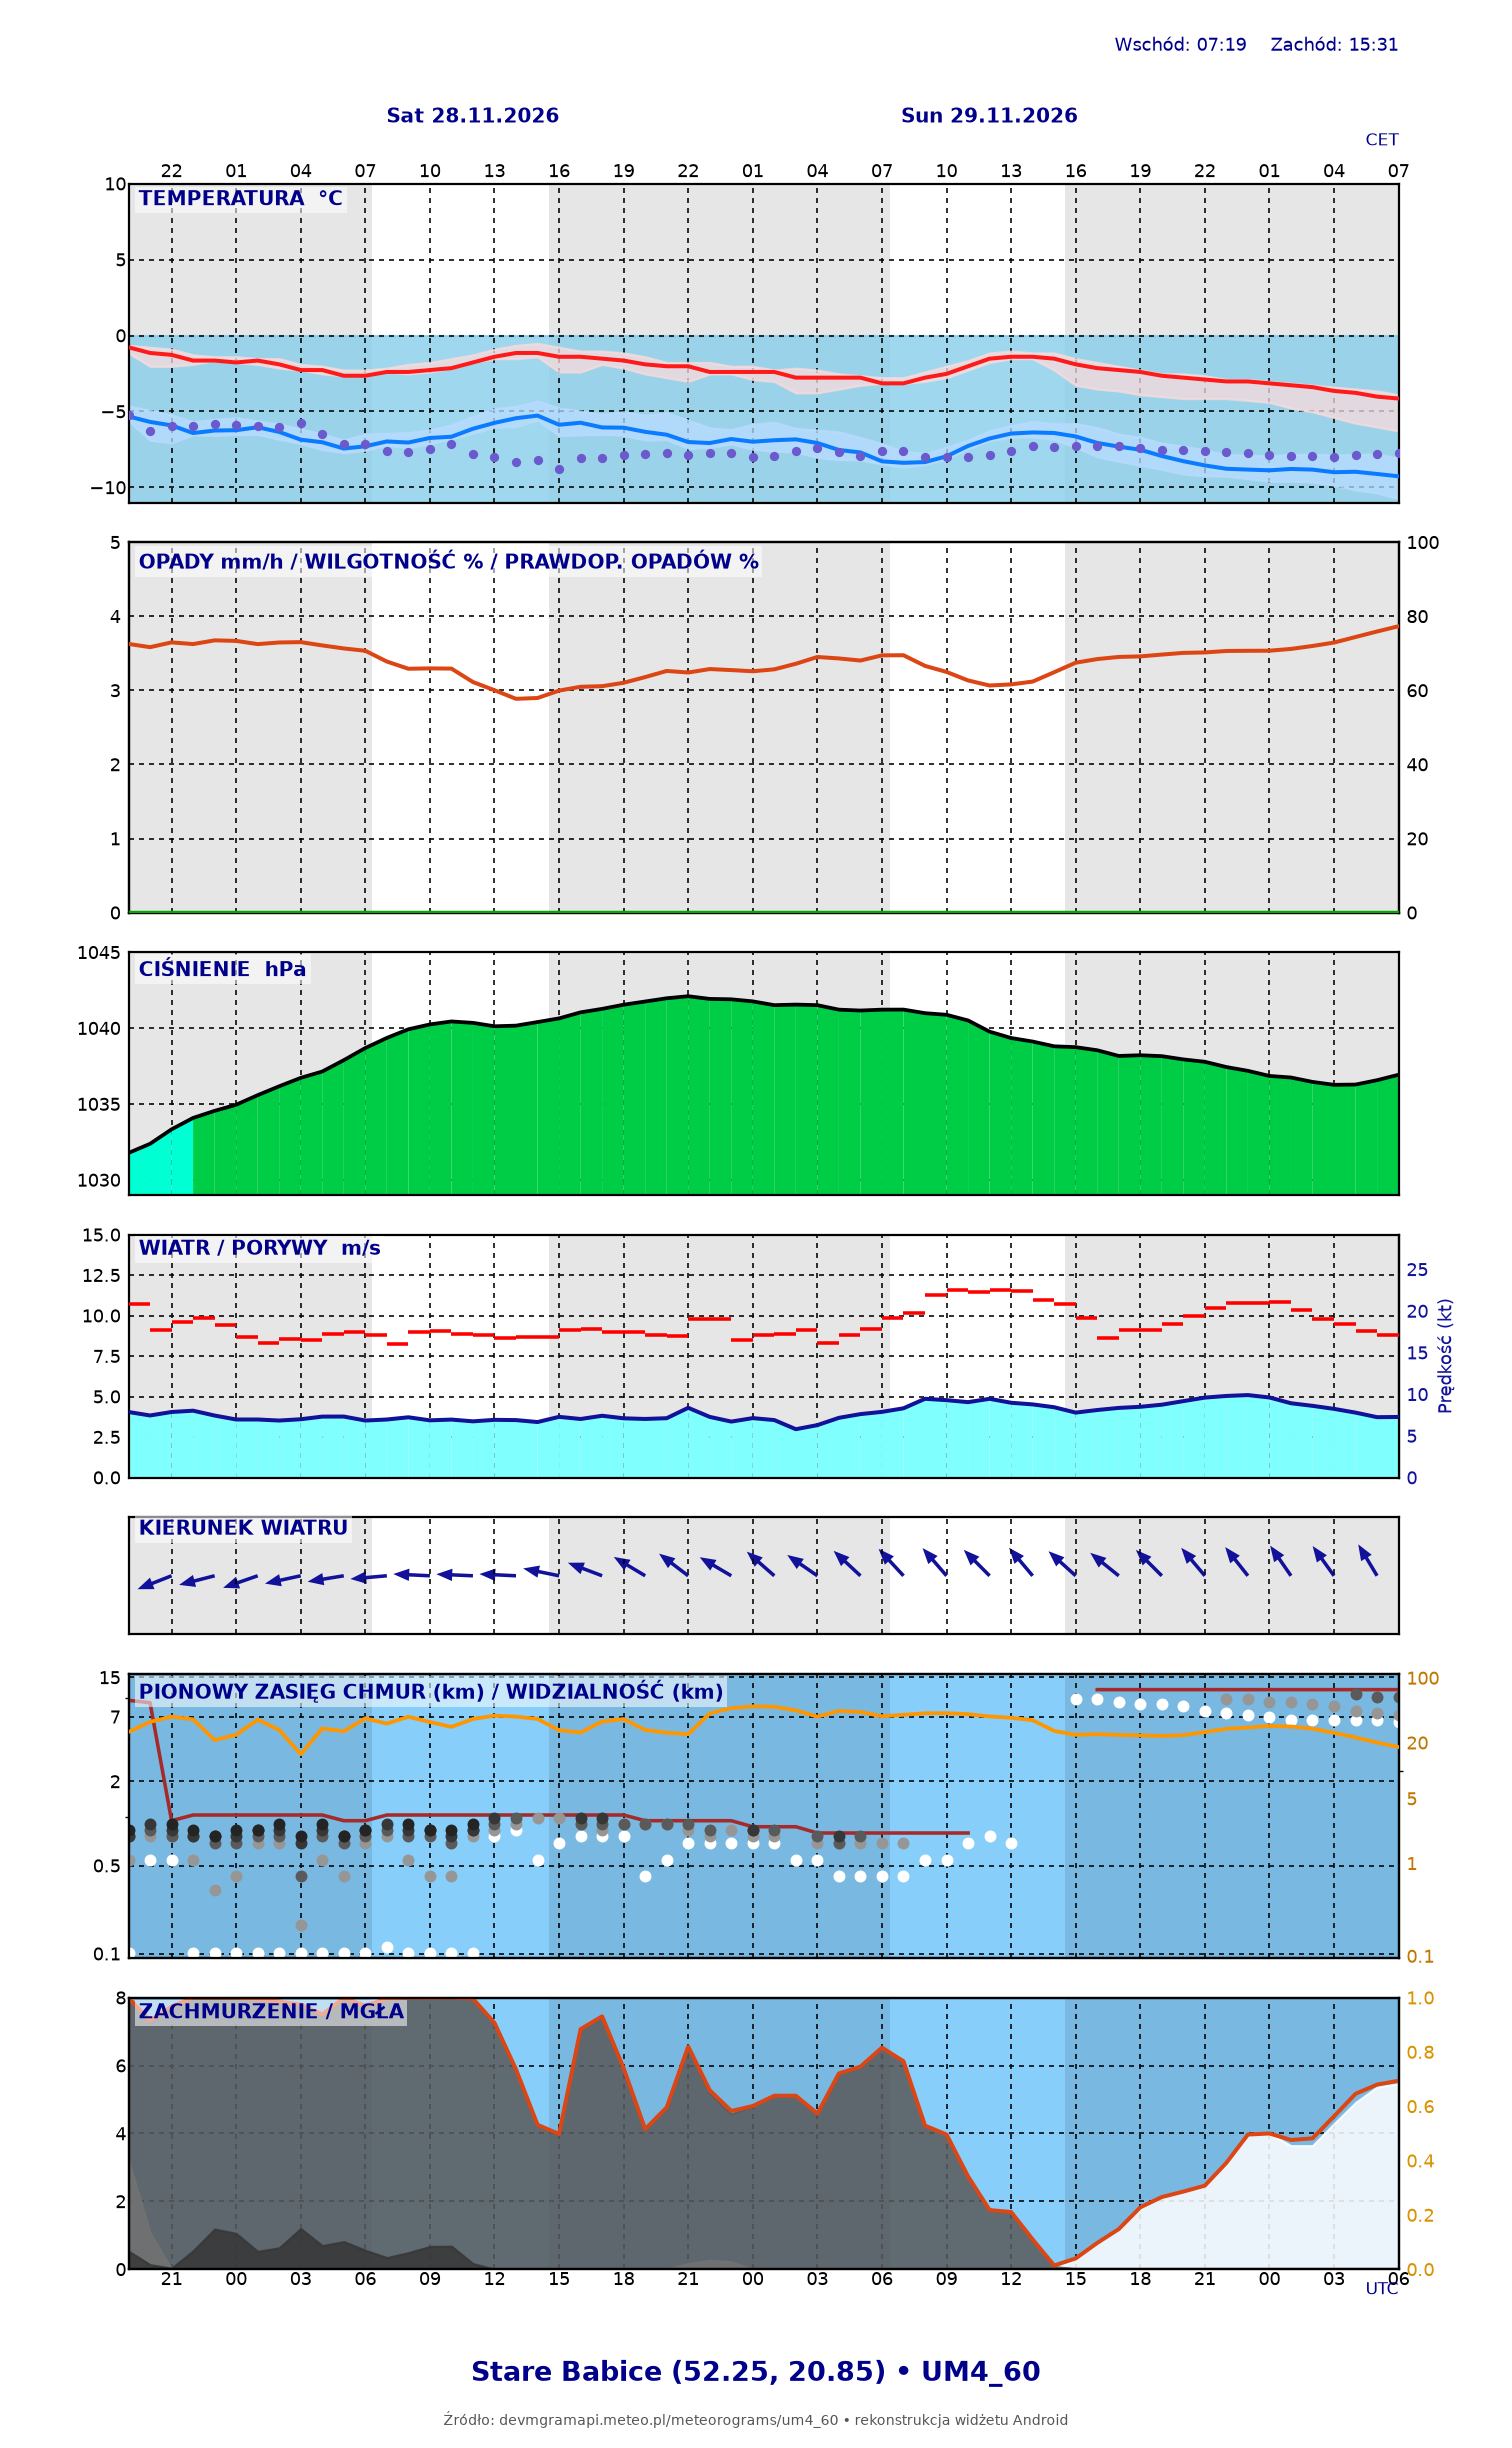 Wschód: 07:19 Zachód: 15:31
Sat 28.11.2026 Sun 29.11.2026
CET
22 01 04 07 10 13 16 19 22 01 04 07 10 13 16 19 22 01 04 07
TEMPERATURA °C
10
5
0
−5
−10
OPADY mm/h / WILGOTNOŚĆ % / PRAWDOP. OPADÓW %
5 100
4 80
3 60
2 40
1 20
0 0
CIŚNIENIE hPa
1045
1040
1035
1030
WIATR / PORYWY m/s
15.0
12.5 25
10.0 20
7.5 15
5.0 10
2.5 5
0.0 0
Prędkość (kt)
KIERUNEK WIATRU
PIONOWY ZASIĘG CHMUR (km) / WIDZIALNOŚĆ (km)
15 100
7 20
2 5
0.5 1
0.1 0.1
ZACHMURZENIE / MGŁA
8 1.0
6 0.8
0.6
4 0.4
2 0.2
0 0.0
21 00 03 06 09 12 15 18 21 00 03 06 09 12 15 18 21 00 03 06
UTC
Stare Babice (52.25, 20.85) • UM4_60
Źródło: devmgramapi.meteo.pl/meteorograms/um4_60 • rekonstrukcja widżetu Android